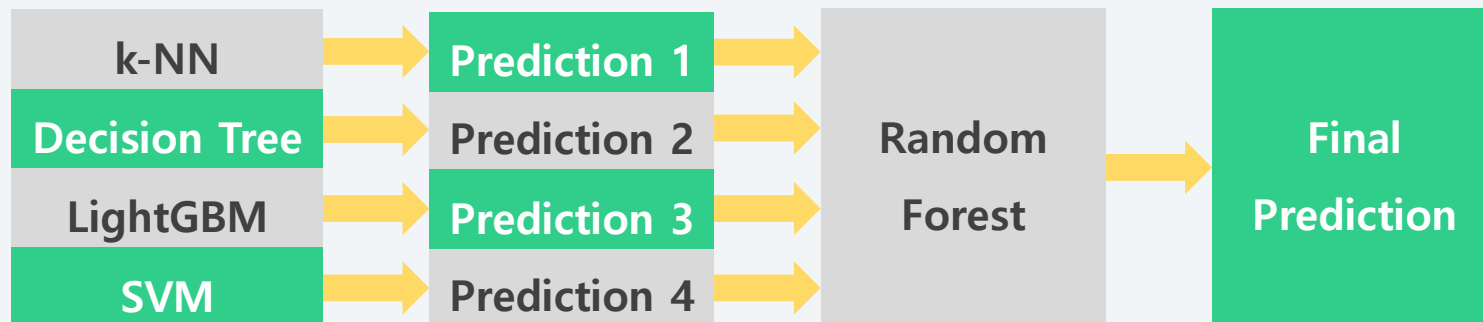 k-NN
Decision Tree
LightGBM
SVM
Prediction 1
Prediction 2
Prediction 3
Prediction 4
Random
Forest
Final
Prediction